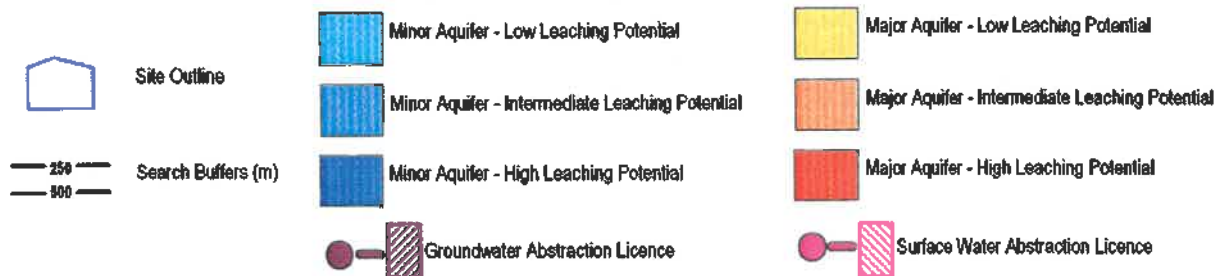 Site Outline
250
500
Search Buffers (m)
Minor Aquifer - Low Leaching Potential
Minor Aquifer - Intermediate Leaching Potential
Minor Aquifer - High Leaching Potential
Groundwater Abstraction Licence
Major Aquifer - Low Leaching Potential
Major Aquifer - Intermediate Leaching Potential
Major Aquifer - High Leaching Potential
Surface Water Abstraction Licence